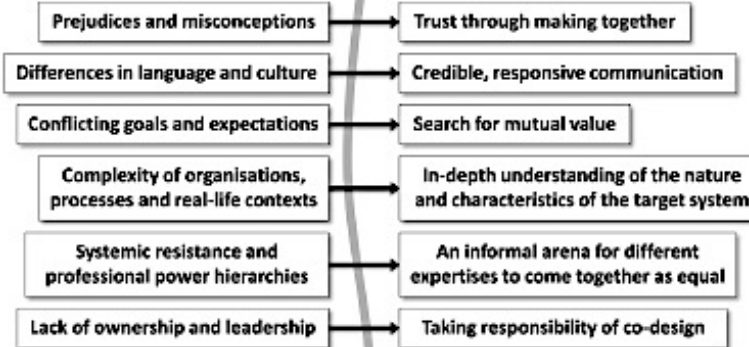 Prejudices and misconceptions
Trust through making together
Differences in language and culture
Credible, responsive communication
Conflicting goals and expectations
Search for mutual value
Complexity of organisations,
processes and real-life contexts
In-depth understanding of the nature
and characteristics of the target system
Systemic resistance and
professional power hierarchies
An informal arena for different
expertises to come together as equal
Lack of ownership and leadership
Taking responsibility of co-design